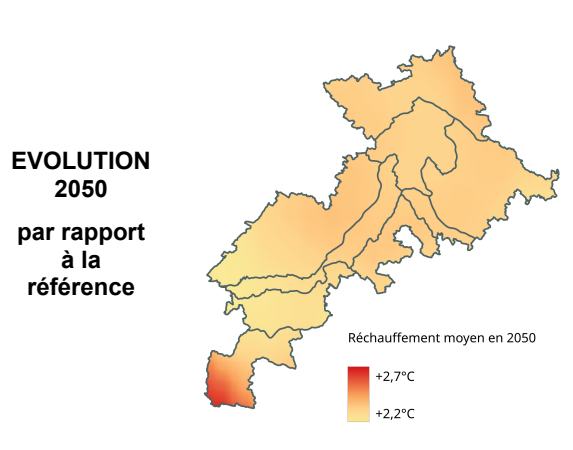 EVOLUTION
2050
par rapport
à la
référence
Réchauffement moyen en 2050
+2,7°C
+2,2°C